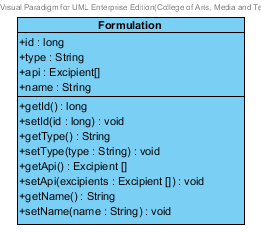 Visual Paradigm for UML Enterprise Edition(College of Arts, Media and Te
Formulation
+id : long
+type : String
+api : Excipient[]
+name : String
+getId() : long
+setId(id : long) : void
+getType() : String
+setType(type : String) : void
+getApi() : Excipient []
+setApi(excipients : Excipient []) : void
+getName() : String
+setName(name : String) : void